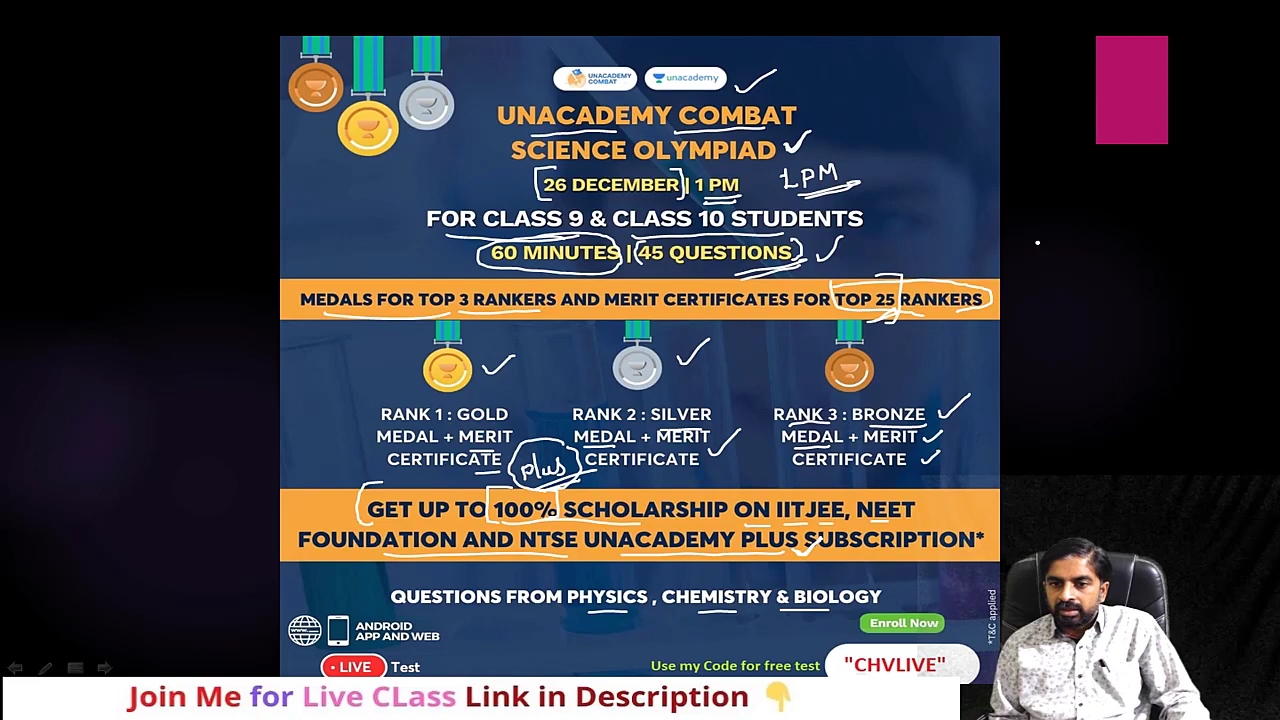 UNACADEMY
COMBAT
unacademy
UNACADEMY COMBAT
SCIENCE OLYMPIAD
26 DECEMBER | 1 PM
1 PM
FOR CLASS 9 & CLASS 10 STUDENTS
60 MINUTES | 45 QUESTIONS
MEDALS FOR TOP 3 RANKERS AND MERIT CERTIFICATES FOR TOP 25 RANKERS
RANK 1 : GOLD
MEDAL + MERIT
CERTIFICATE
plus
RANK 2 : SILVER
MEDAL + MERIT
CERTIFICATE
RANK 3 : BRONZE
MEDAL + MERIT
CERTIFICATE
GET UP TO 100% SCHOLARSHIP ON IITJEE, NEET
FOUNDATION AND NTSE UNACADEMY PLUS SUBSCRIPTION*
QUESTIONS FROM PHYSICS , CHEMISTRY & BIOLOGY
*T&C applied
WWW
ANDROID
APP AND WEB
Enroll Now
• LIVE Test
Use my Code for free test "CHVLIVE"
Join Me for Live CLass Link in Description 👇